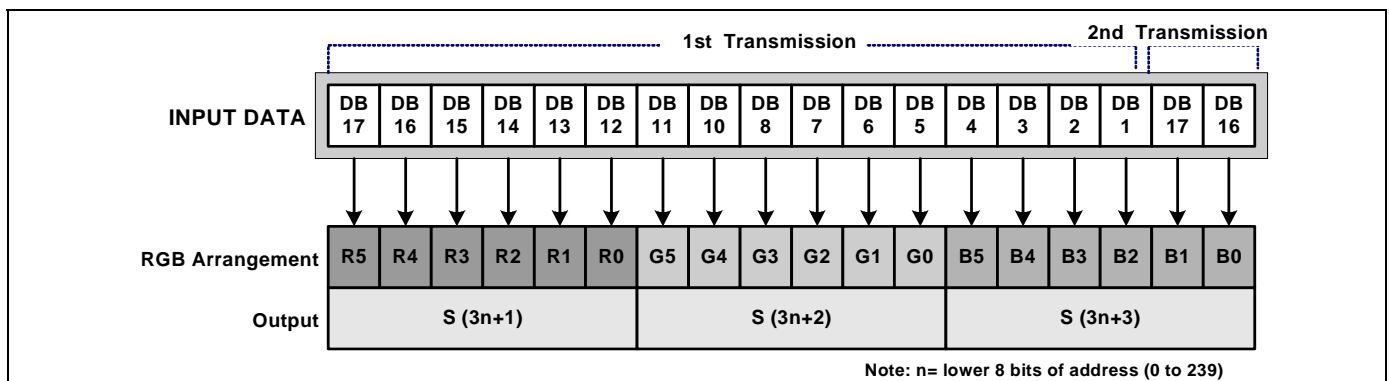 2nd Transmission
1st Transmission
INPUT DATA
DB 17 DB 16 DB 15 DB 14 DB 13 DB 12 DB 11 DB 10 DB 8 DB 7 DB 6 DB 5 DB 4 DB 3 DB 2 DB 1 DB 17 DB 16
RGB Arrangement R5 R4 R3 R2 R1 R0 G5 G4 G3 G2 G1 G0 B5 B4 B3 B2 B1 B0
Output S (3n+1) S (3n+2) S (3n+3)
Note: n= lower 8 bits of address (0 to 239)